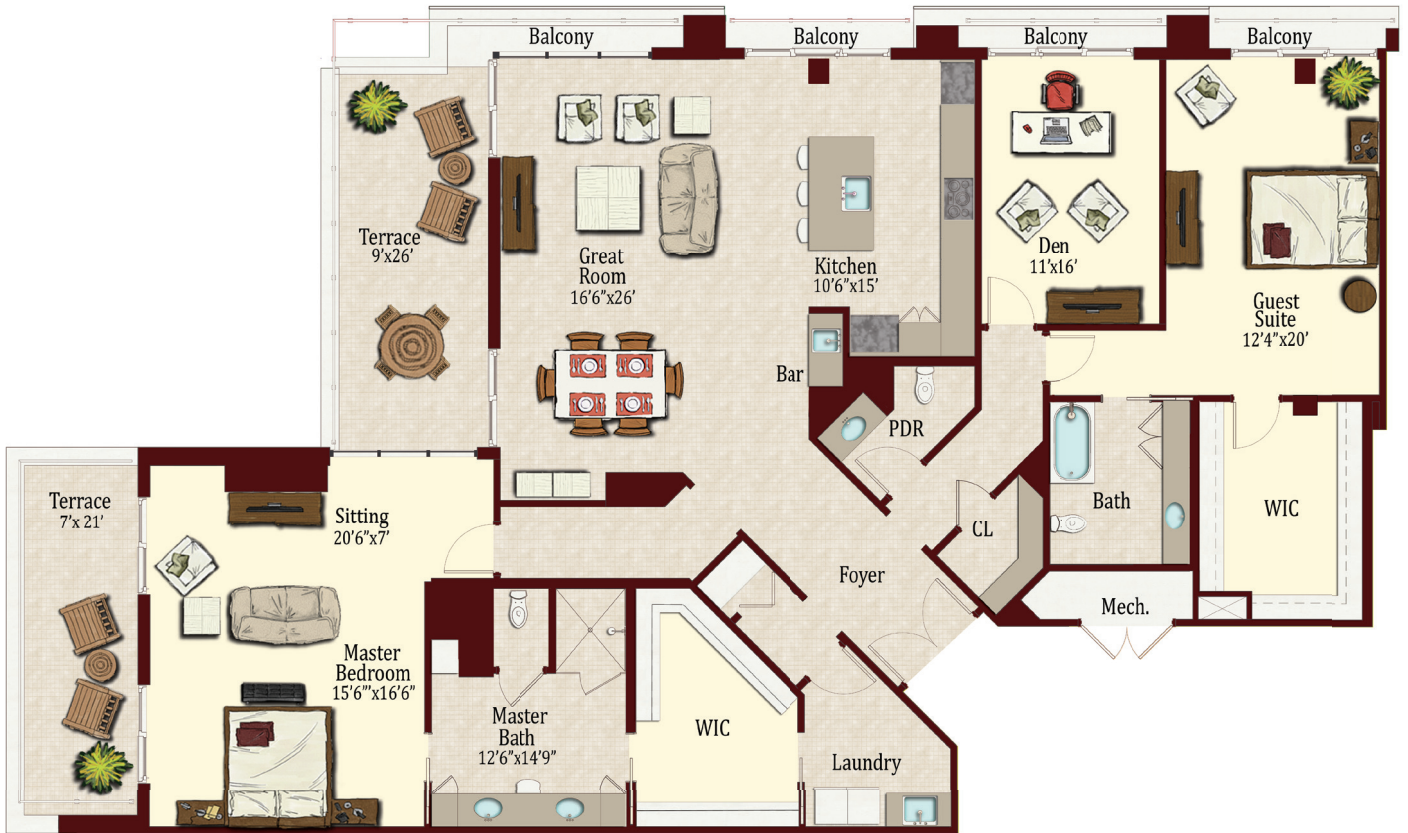 Balcony
Balcony
Balcony
Balcony
Terrace
9'x26'
Great
Room
16'6"x26'
Kitchen
10'6"x15'
Den
11'x16'
Guest
Suite
12'4"x20'
Bar
PDR
Terrace
7'x 21'
Sitting
20'6"x7'
CL
Bath
WIC
Foyer
Mech.
Master
Bedroom
15'6"x16'6"
Master
Bath
12'6"x14'9"
WIC
Laundry